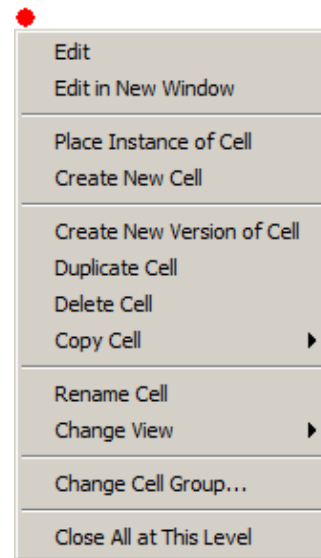 Edit
Edit in New Window
Place Instance of Cell
Create New Cell
Create New Version of Cell
Duplicate Cell
Delete Cell
Copy Cell
Rename Cell
Change View
Change Cell Group...
Close All at This Level